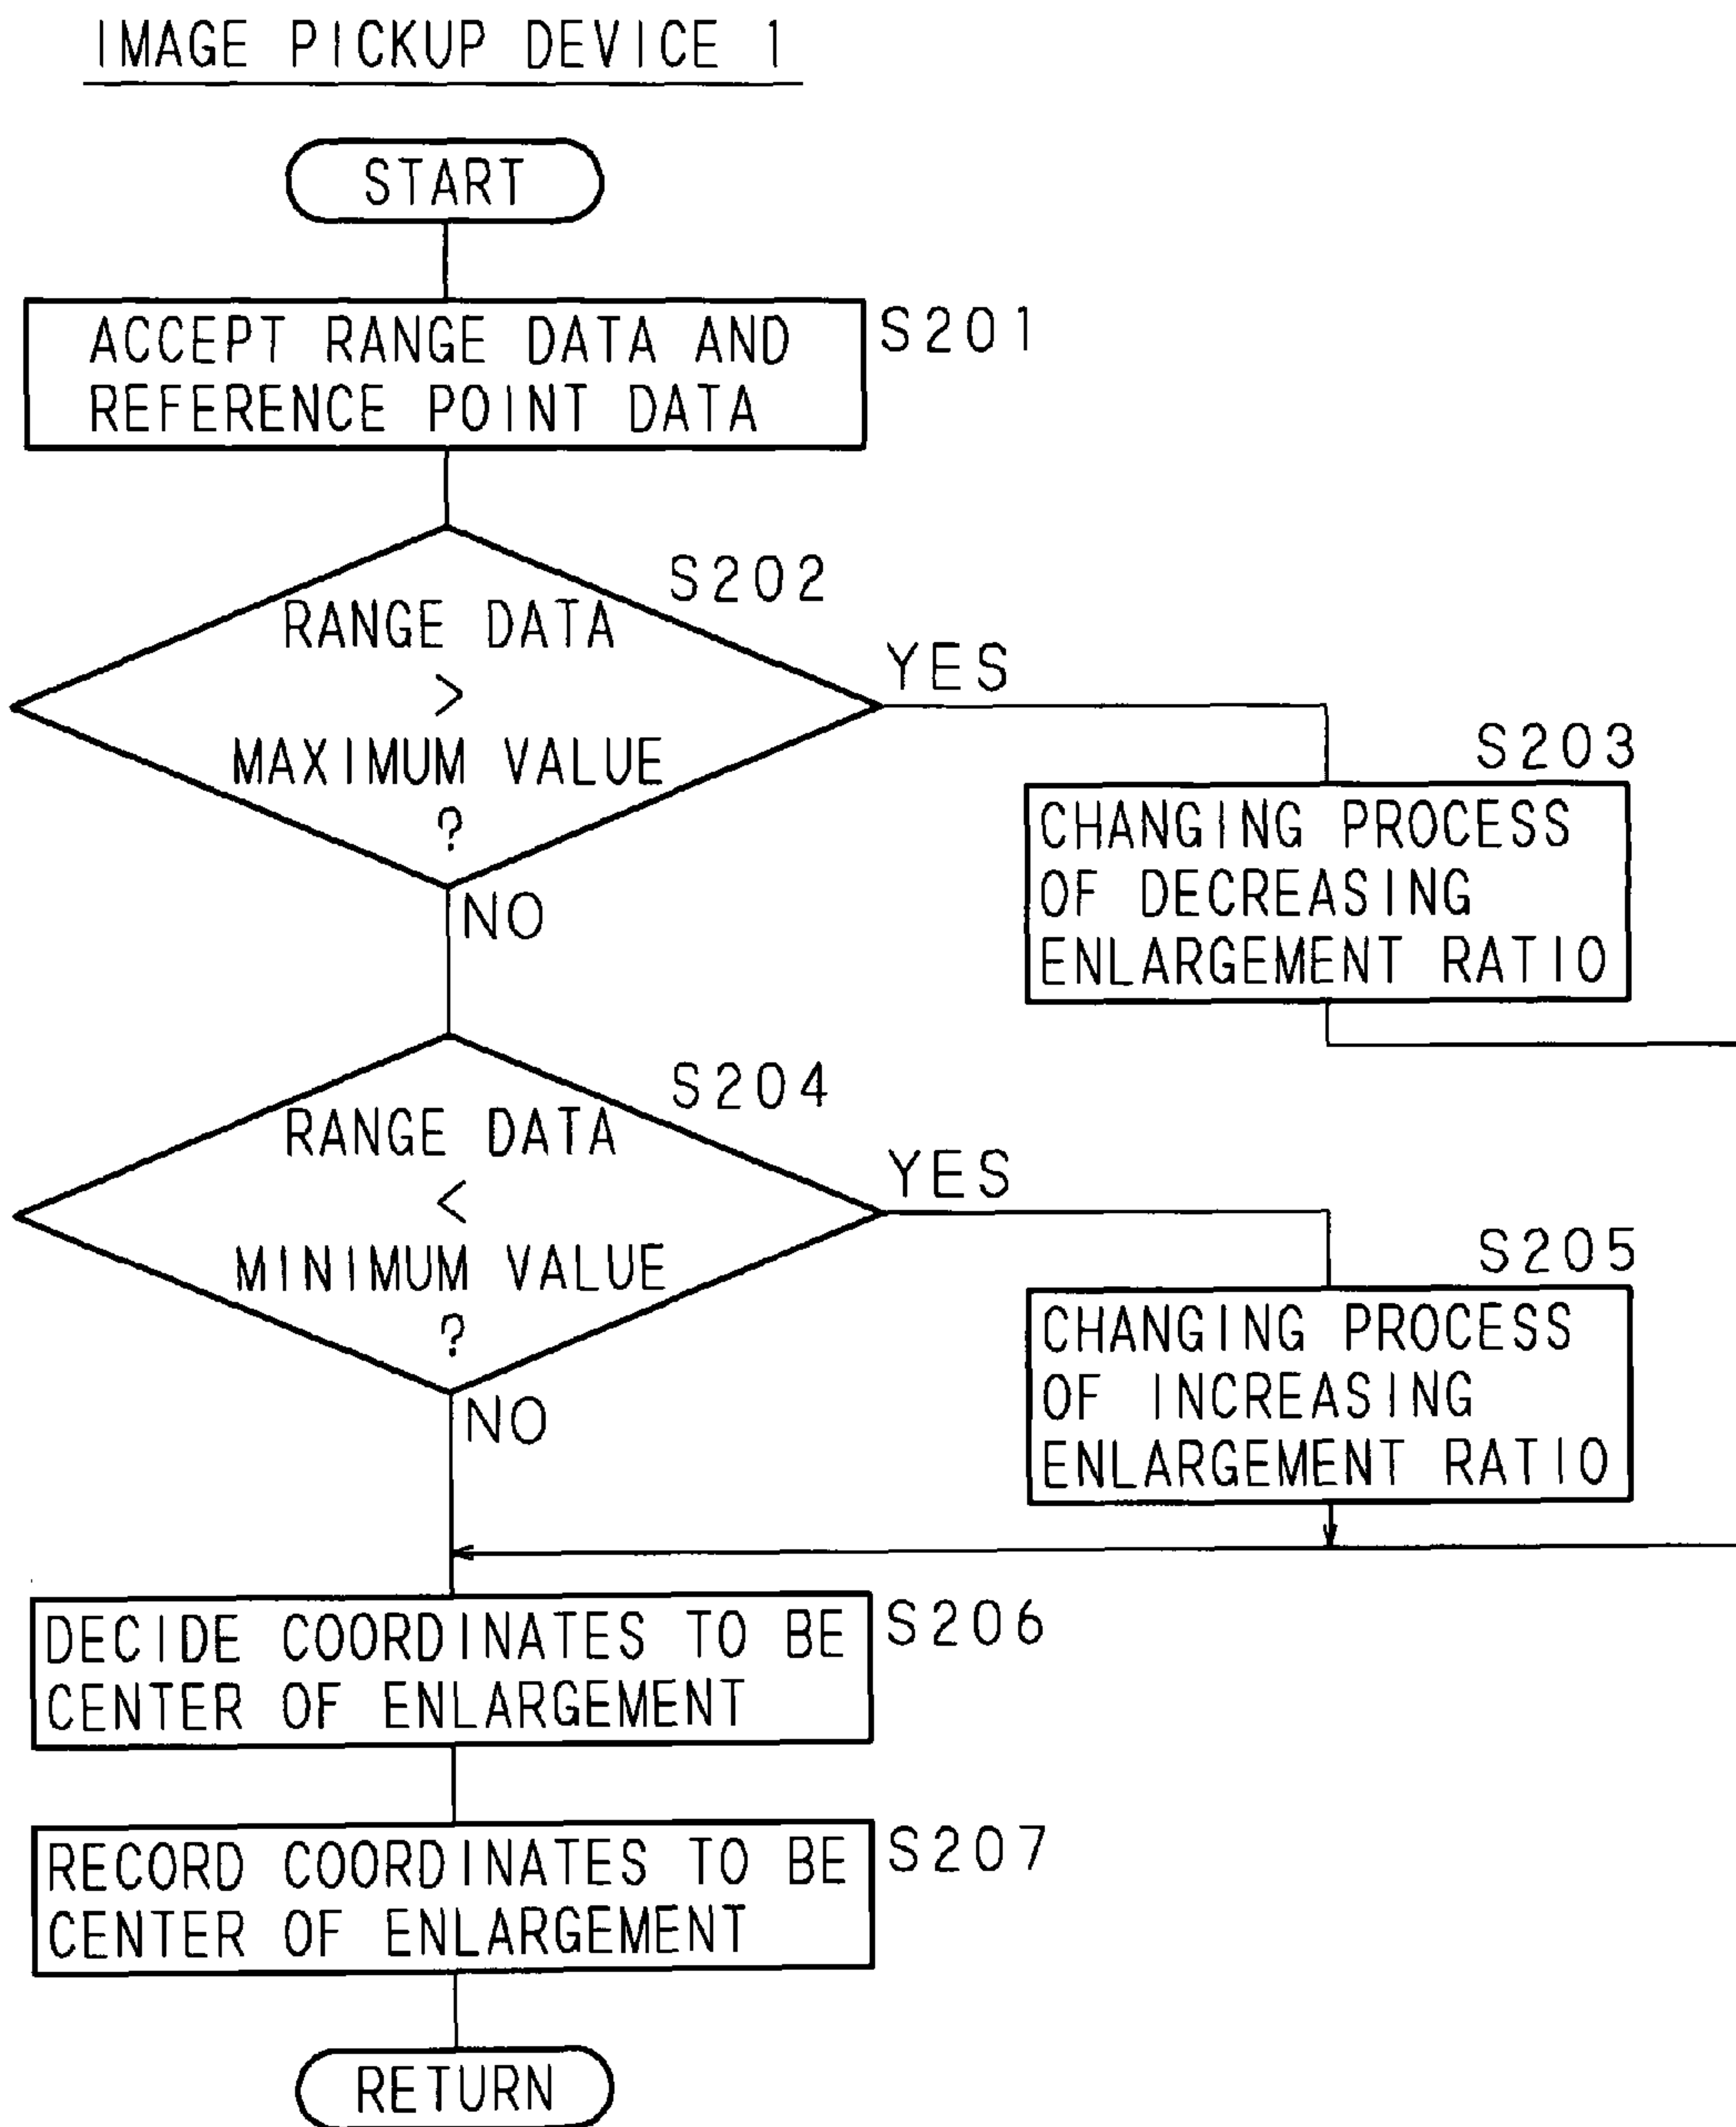 IMAGE PICKUP DEVICE 1
START
ACCEPT RANGE DATA AND
REFERENCE POINT DATA
S201
S202
RANGE DATA
>
MAXIMUM VALUE
?
YES
NO
S203
CHANGING PROCESS
OF DECREASING
ENLARGEMENT RATIO
S204
RANGE DATA
<
MINIMUM VALUE
?
YES
NO
S205
CHANGING PROCESS
OF INCREASING
ENLARGEMENT RATIO
DECIDE COORDINATES TO BE
CENTER OF ENLARGEMENT
S206
RECORD COORDINATES TO BE
CENTER OF ENLARGEMENT
S207
RETURN